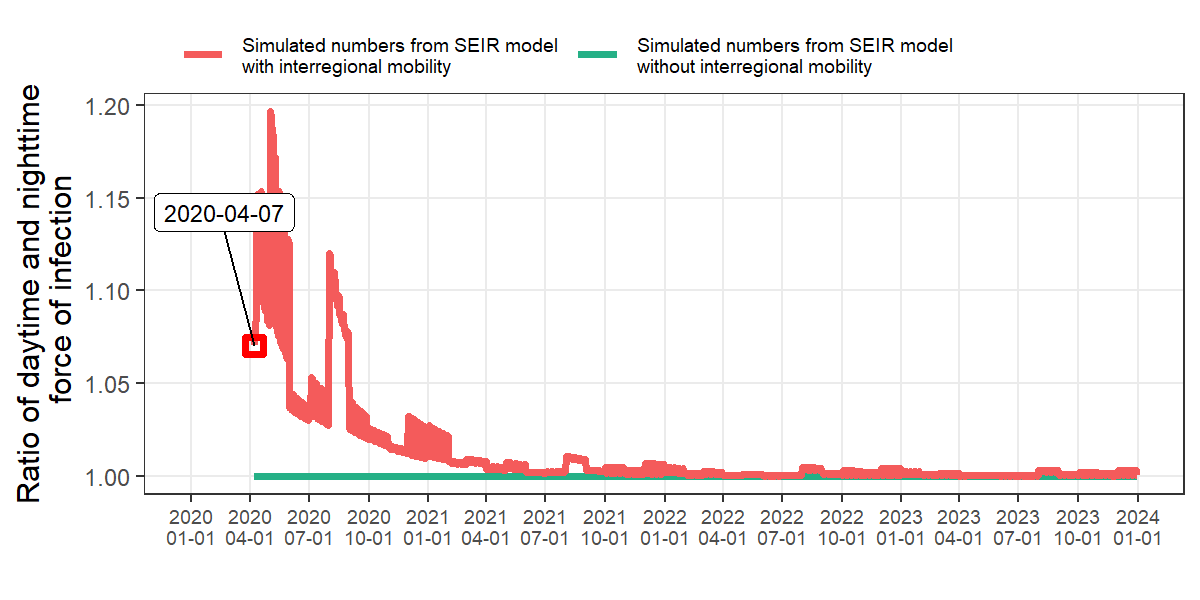 Simulated numbers from SEIR model
with interregional mobility
Simulated numbers from SEIR model
without interregional mobility
Ratio of daytime and nighttime
force of infection
1.20
1.15
1.10
1.05
1.00
2020-04-07
2020 2020 2020 2020 2021 2021 2021 2021 2022 2022 2022 2022 2023 2023 2023 2023 2024
01-01 04-01 07-01 10-01 01-01 04-01 07-01 10-01 01-01 04-01 07-01 10-01 01-01 04-01 07-01 10-01 01-01